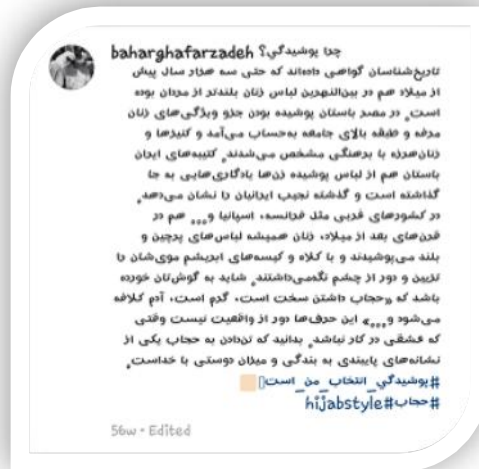 baharghafarzadeh چرا پوشیدگی؟
تاریخ‌شناسان گواهی داده‌اند که حتی سه هزار سال پیش
از میلاد هم در بین‌النهرین لباس زنان بلندتر از مردان بوده
است. در مصر باستان پوشیده بودن جزو ویژگی‌های زنان
مرفه و طبقه بالای جامعه به‌حساب می‌آمد و کنیزها و
زنان‌هرزه با برهنگی مشخص می‌شدند. کتیبه‌های ایران
باستان هم از لباس پوشیده زن‌ها یادگاری‌هایی به جا
گذاشته است و گذشته نجیب ایرانیان را نشان می‌دهد.
در کشورهای غربی مثل فرانسه، اسپانیا و... هم در
قرن‌های بعد از میلاد، زنان همیشه لباس‌های پرچین و
بلند می‌پوشیدند و با کلاه و کیسه‌های ابریشم موی‌شان را
تزیین و دور از چشم نگه‌می‌داشتند. شاید به گوش‌تان خورده
باشد که «حجاب داشتن سخت است، گرم است، آدم کلافه
می‌شود و...» این حرف‌ها دور از واقعیت نیست وقتی
که عشقی در کار نباشد. بدانید که تن‌دادن به حجاب یکی از
نشانه‌های پایبندی به بندگی و میزان دوستی با خداست.
#پوشیدگی_انتخاب_من_است
#حجاب#hijabstyle
56w • Edited